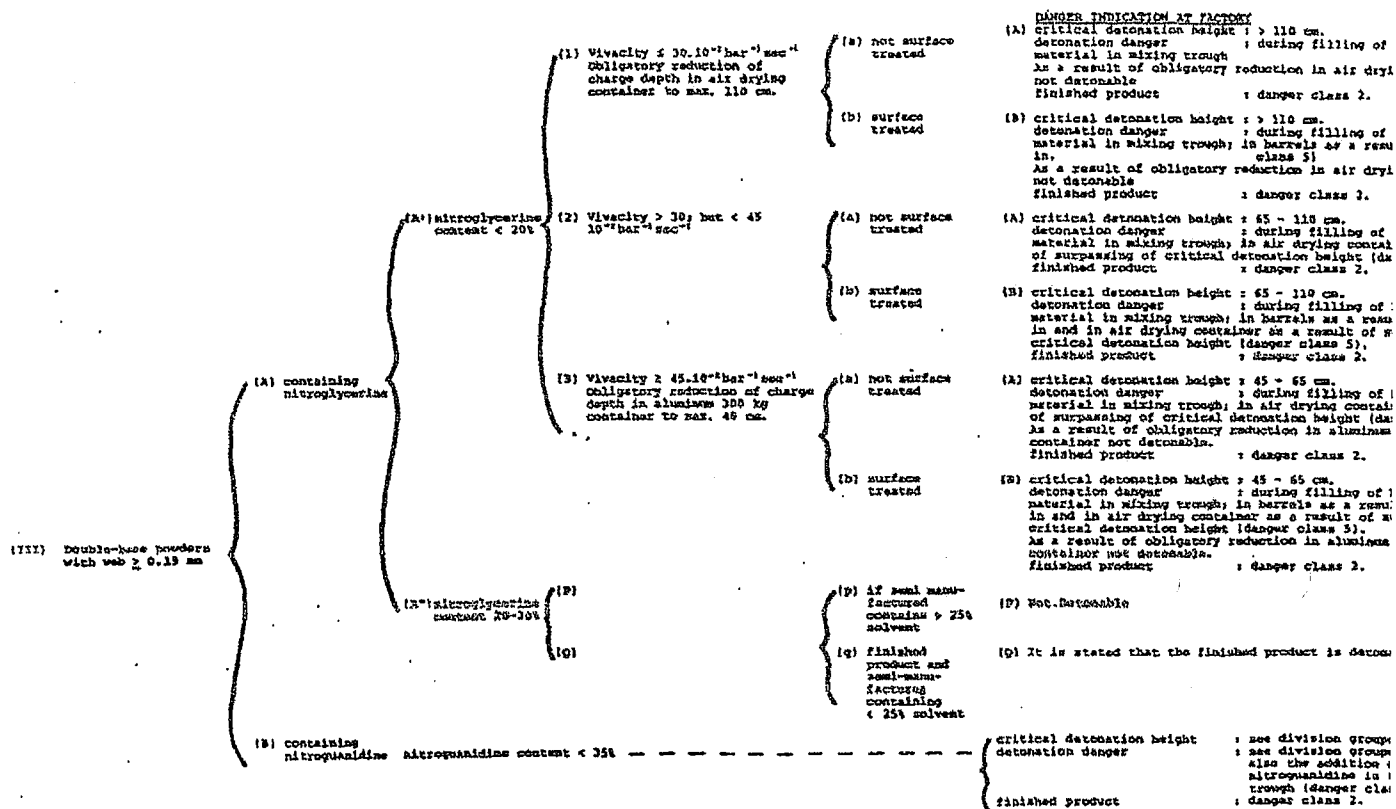 DANGER INDICATION AT FACTORY
(1) Vivacity ≤ 30.10⁻²bar⁻¹sec⁻¹
Obligatory reduction of
charge depth in air drying
container to max. 110 cm.
(a) not surface
treated
(A) critical detonation height : > 110 cm.
detonation danger : during filling of
material in mixing trough
As a result of obligatory reduction in air dryi
not detonable
finished product : danger class 2.
(b) surface
treated
(B) critical detonation height : > 110 cm.
detonation danger : during filling of
material in mixing trough; in barrels as a resu
in. class 5)
As a result of obligatory reduction in air dryi
not detonable
finished product : danger class 2.
(A') nitroglycerine
content < 20%
(2) Vivacity > 30; but < 45
10⁻²bar⁻¹sec⁻¹
(a) not surface
treated
(A) critical detonation height : 65 - 110 cm.
detonation danger : during filling of
material in mixing trough; in air drying contai
of surpassing of critical detonation height (da
finished product : danger class 2.
(b) surface
treated
(B) critical detonation height : 65 - 110 cm.
detonation danger : during filling of
material in mixing trough; in barrels as a resu
in and in air drying container as a result of
critical detonation height (danger class 5).
finished product : danger class 2.
(A) containing
nitroglycerine
(3) Vivacity ≥ 45.10⁻²bar⁻¹sec⁻¹
Obligatory reduction of charge
depth in aluminum 300 kg
container to max. 40 cm.
(a) not surface
treated
(A) critical detonation height : 45 - 65 cm.
detonation danger : during filling of
material in mixing trough; in air drying contai
of surpassing of critical detonation height (da
As a result of obligatory reduction in aluminum
container not detonable.
finished product : danger class 2.
(b) surface
treated
(B) critical detonation height : 45 - 65 cm.
detonation danger : during filling of
material in mixing trough; in barrels as a resul
in and in air drying container as a result of
critical detonation height (danger class 5).
As a result of obligatory reduction in aluminum
container not detonable.
finished product : danger class 2.
(III) Double-base powders
with web ≥ 0.19 mm
(A") nitroglycerine
content 20-30%
(P)
(p) if semi manu-
factured
contains > 25%
solvent
(P) Not Detonable
(Q)
(q) finished
product and
semi-manu-
factured
containing
< 25% solvent
(Q) It is stated that the finished product is deton
(B) containing
nitroguanidine
nitroguanidine content < 35%
critical detonation height : see division group
detonation danger : see division group
also the addition
nitroguanidine in
trough (danger cla
finished product : danger class 2.